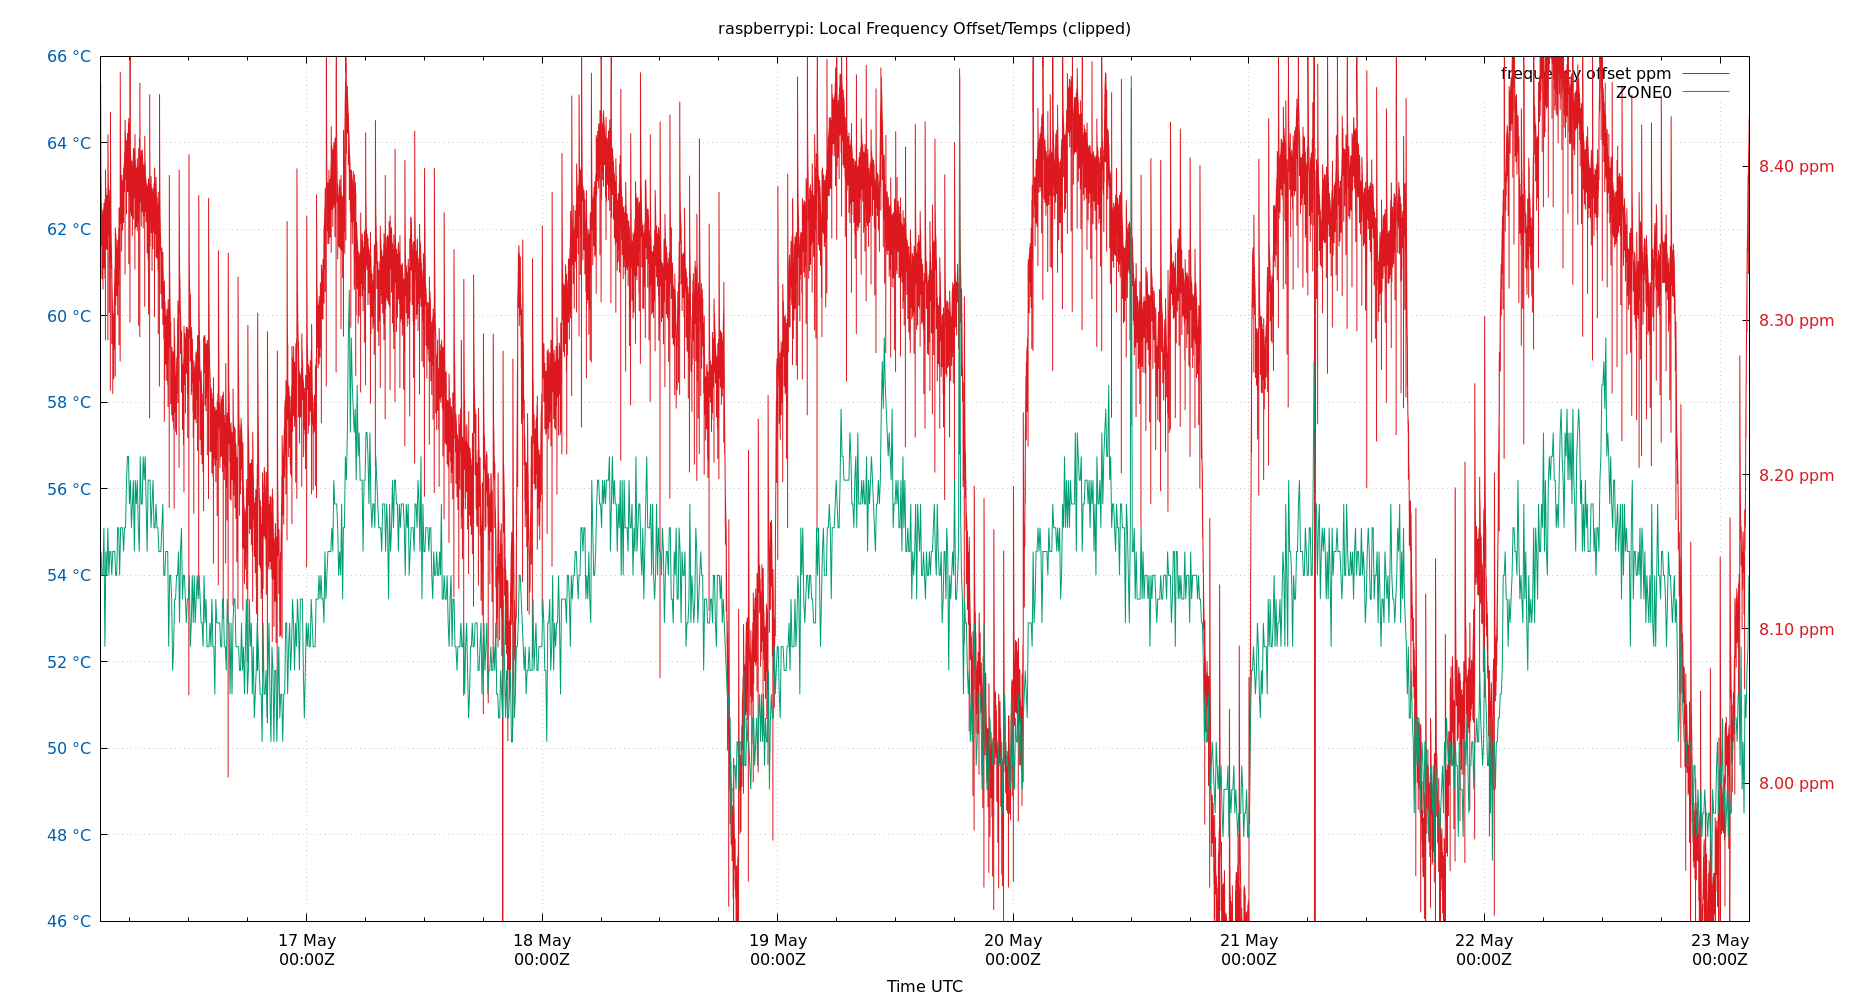 raspberrypi: Local Frequency Offset/Temps (clipped)
66 °C
64 °C
62 °C
60 °C
58 °C
56 °C
54 °C
52 °C
50 °C
48 °C
46 °C
frequency offset ppm
ZONE0
8.40 ppm
8.30 ppm
8.20 ppm
8.10 ppm
8.00 ppm
17 May 18 May 19 May 20 May 21 May 22 May 23 May
00:00Z 00:00Z 00:00Z 00:00Z 00:00Z 00:00Z 00:00Z
Time UTC